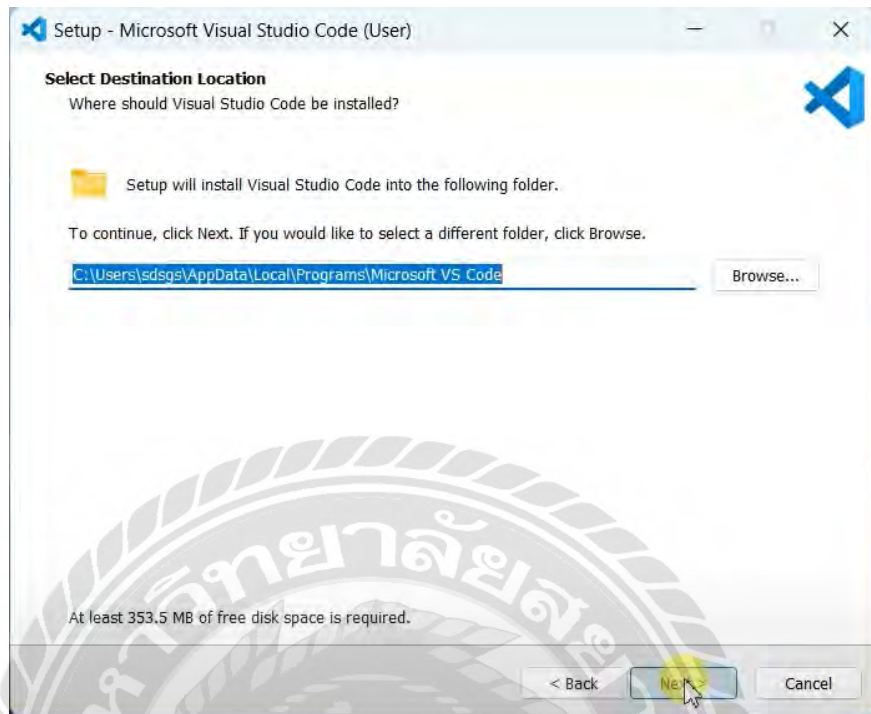 Setup - Microsoft Visual Studio Code (User)
Select Destination Location
Where should Visual Studio Code be installed?
Setup will install Visual Studio Code into the following folder.
To continue, click Next. If you would like to select a different folder, click Browse.
C:\Users\sdsgs\AppData\Local\Programs\Microsoft VS Code
Browse...
At least 353.5 MB of free disk space is required.
< Back
Next >
Cancel